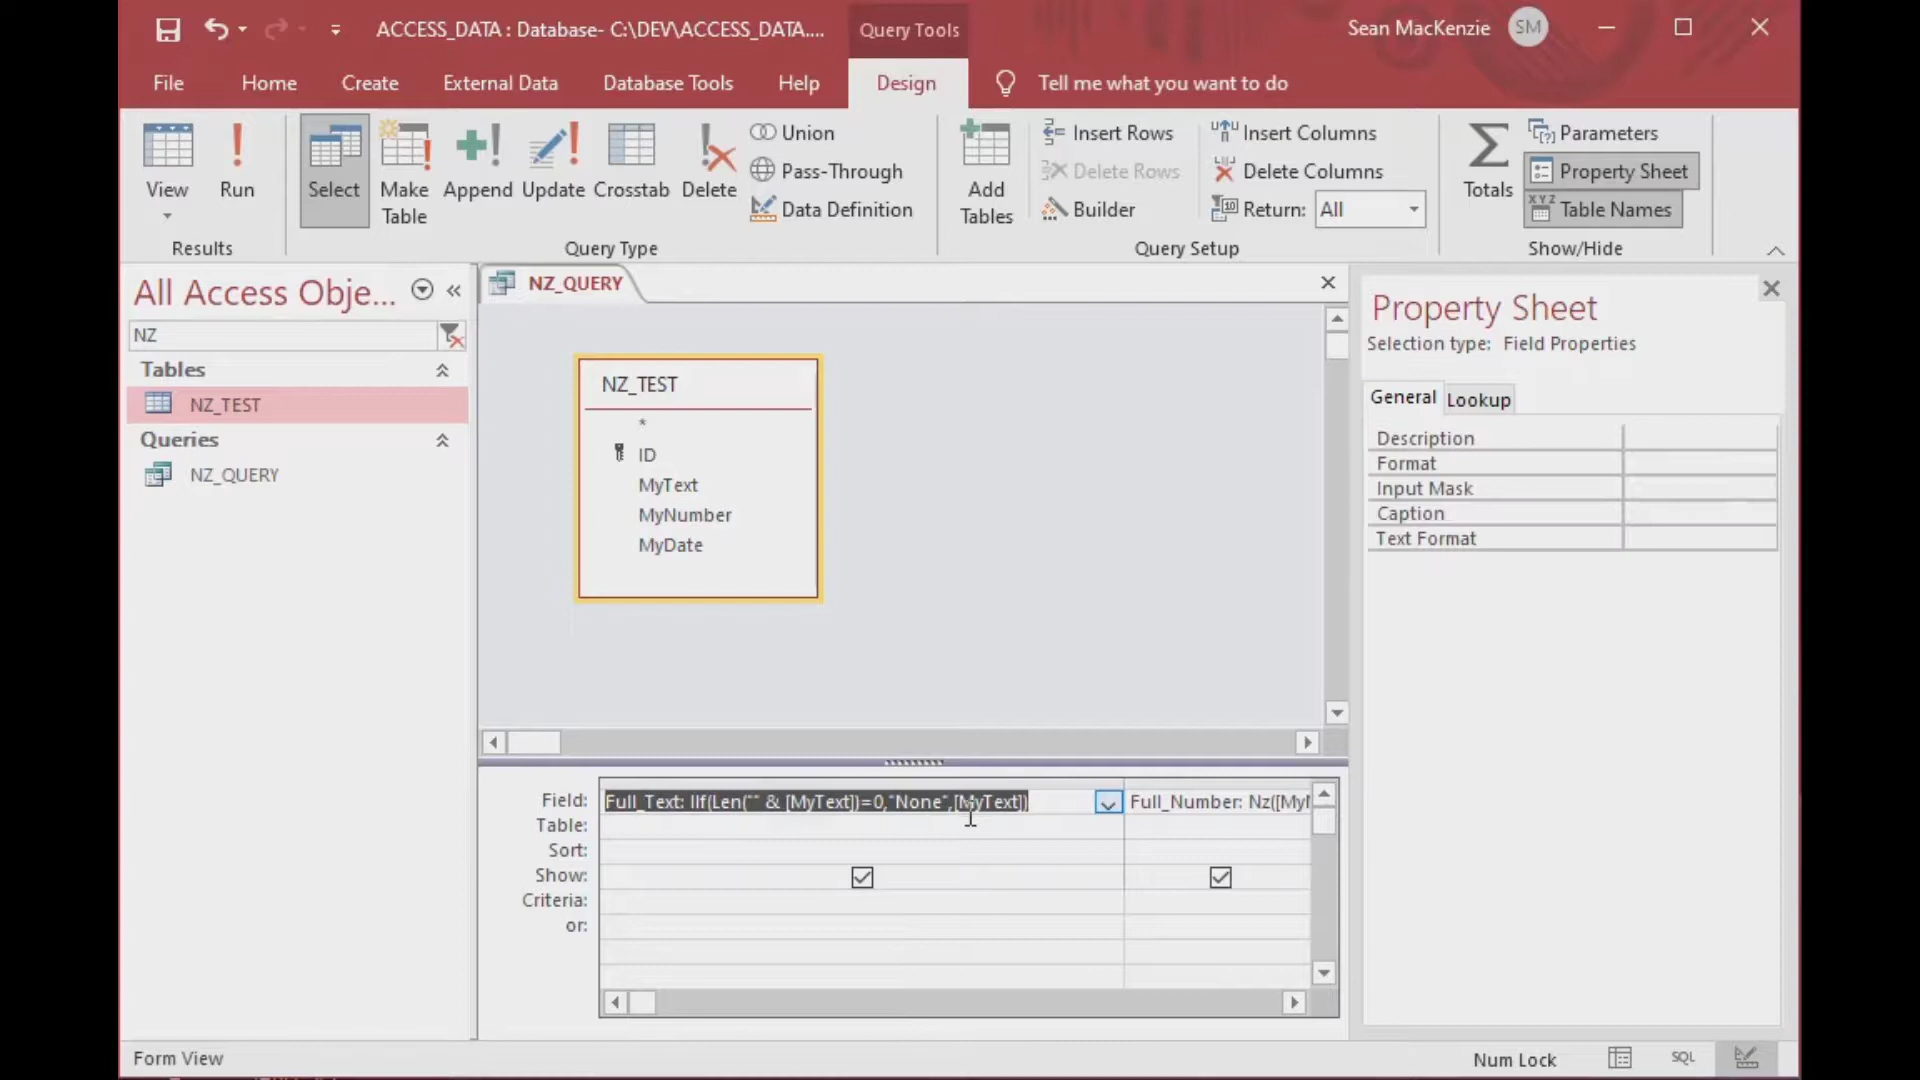 ACCESS_DATA : Database- C:\DEV\ACCESS_DATA....
Query Tools
Sean MacKenzie
SM
File
Home
Create
External Data
Database Tools
Help
Design
Tell me what you want to do
View
Run
Select
Make Table
Append
Update
Crosstab
Delete
Union
Pass-Through
Data Definition
Add Tables
Insert Rows
Delete Rows
Builder
Insert Columns
Delete Columns
Return: All
Totals
Parameters
Property Sheet
Table Names
Results
Query Type
Query Setup
Show/Hide
All Access Obje...
NZ
Tables
NZ_TEST
Queries
NZ_QUERY
NZ_QUERY
NZ_TEST
*
ID
MyText
MyNumber
MyDate
Field: Full_Text: IIf(Len("" & [MyText])=0,"None",[MyText]) Full_Number: Nz([MyN
Table:
Sort:
Show:
Criteria:
or:
Property Sheet
Selection type: Field Properties
General Lookup
Description
Format
Input Mask
Caption
Text Format
Form View
Num Lock
SQL